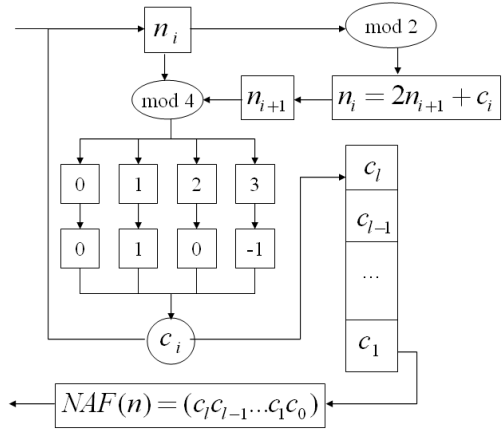 n_i
mod 2
mod 4
n_{i+1}
n_i = 2n_{i+1} + c_i
0 1 2 3
0 1 0 -1
c_i
c_l
c_{l-1}
...
c_1
NAF(n) = (c_l c_{l-1}...c_1 c_0)